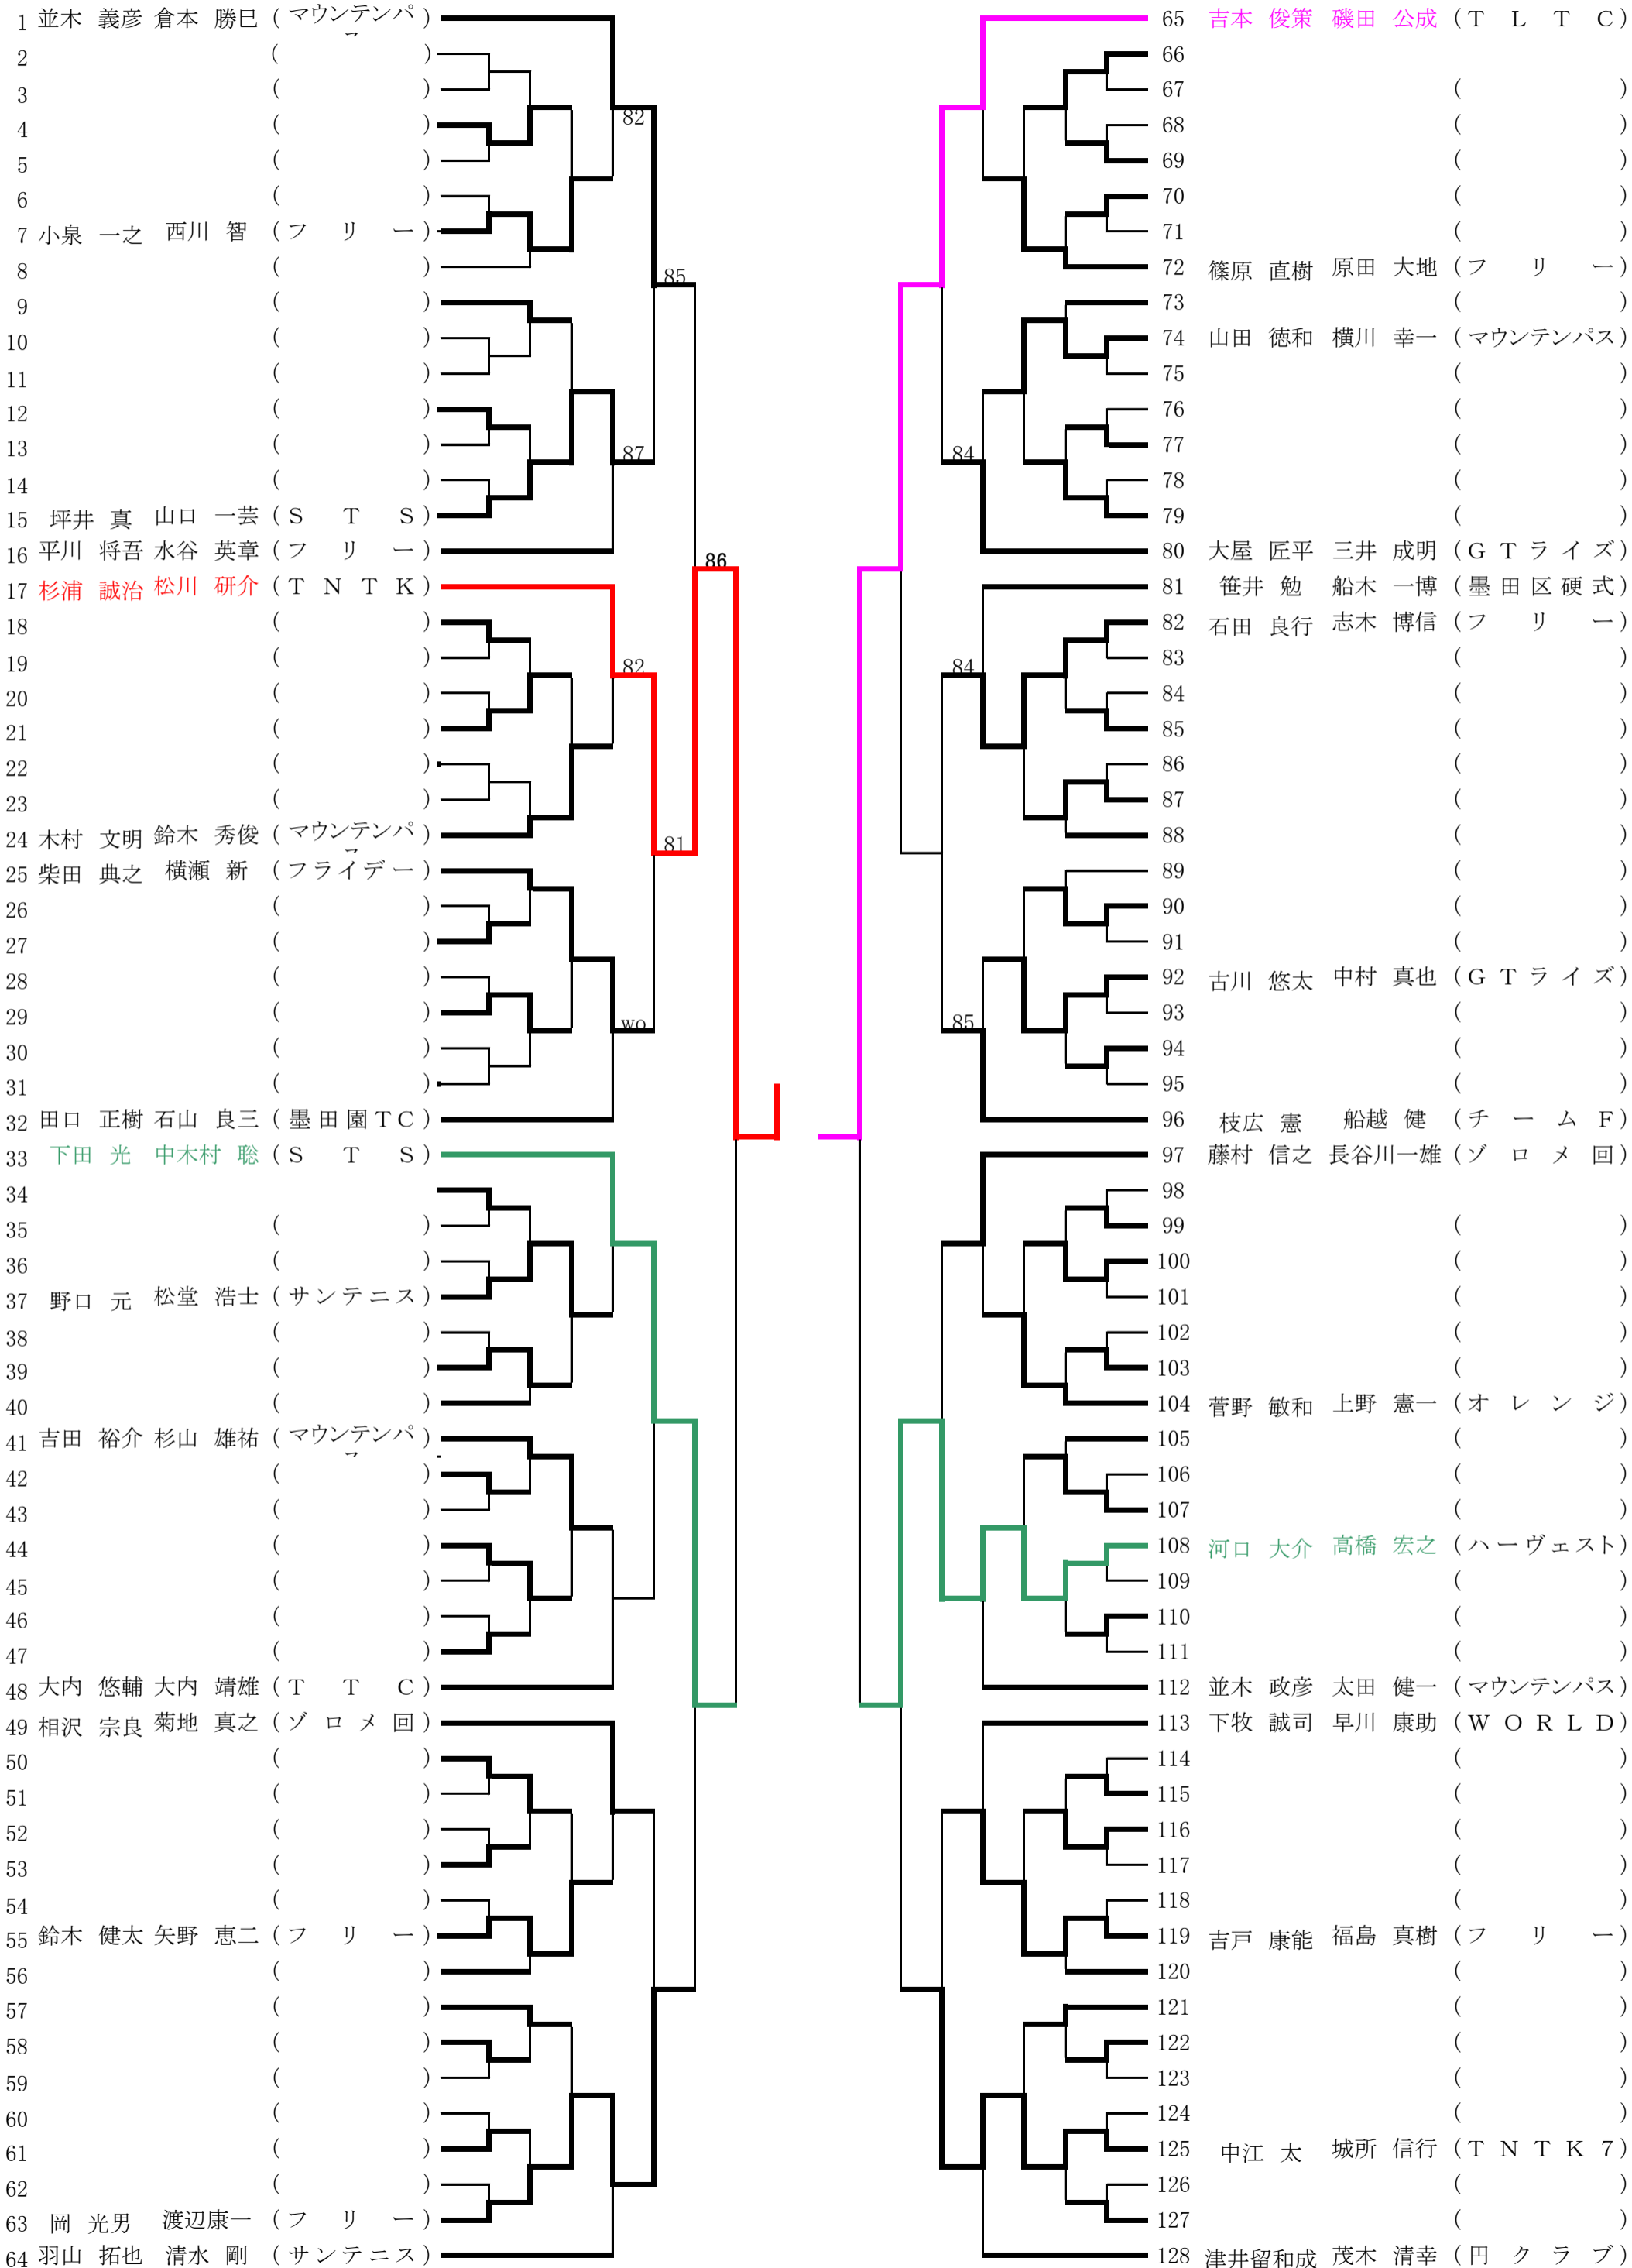 1 並木 義彦 倉本 勝巳 (マウンテンパ
2 ( )
3 ( )
4 ( )
5 ( )
6 ( )
7 小泉 一之 西川 智 (フ リ ー)
8 ( )
9 ( )
10 ( )
11 ( )
12 ( )
13 ( )
14 ( )
15 坪井 真 山口 一芸 (S T S)
16 平川 将吾 水谷 英章 (フ リ ー)
17 杉浦 誠治 松川 研介 (T N T K)
18 ( )
19 ( )
20 ( )
21 ( )
22 ( )
23 ( )
24 木村 文明 鈴木 秀俊 (マウンテンパ)
25 柴田 典之 横瀬 新 (フライデー)
26 ( )
27 ( )
28 ( )
29 ( )
30 ( )
31 ( )
32 田口 正樹 石山 良三 (墨田園TC)
33 下田 光 中木村 聡 (S T S)
34
35 ( )
36 ( )
37 野口 元 松堂 浩士 (サンテニス)
38 ( )
39 ( )
40 ( )
41 吉田 裕介 杉山 雄祐 (マウンテンパ)
42 ( )
43 ( )
44 ( )
45 ( )
46 ( )
47 ( )
48 大内 悠輔 大内 靖雄 (T T C)
49 相沢 宗良 菊地 真之 (ゾロメ回)
50 ( )
51 ( )
52 ( )
53 ( )
54 ( )
55 鈴木 健太 矢野 恵二 (フ リ ー)
56 ( )
57 ( )
58 ( )
59 ( )
60 ( )
61 ( )
62 ( )
63 岡 光男 渡辺康一 (フ リ ー)
64 羽山 拓也 清水 剛 (サンテニス)
82
85
87
86
82
81
wo
84
84
85
65 吉本 俊策 磯田 公成 (T L T C)
66
67 ( )
68 ( )
69 ( )
70 ( )
71 ( )
72 篠原 直樹 原田 大地 (フ リ ー)
73 ( )
74 山田 徳和 横川 幸一 (マウンテンパス)
75 ( )
76 ( )
77 ( )
78 ( )
79 ( )
80 大屋 匠平 三井 成明 (GTライズ)
81 笹井 勉 船木 一博 (墨田区硬式)
82 石田 良行 志木 博信 (フ リ ー)
83 ( )
84 ( )
85 ( )
86 ( )
87 ( )
88 ( )
89 ( )
90 ( )
91 ( )
92 古川 悠太 中村 真也 (GTライズ)
93 ( )
94 ( )
95 ( )
96 枝広 憲 船越 健 (チームF)
97 藤村 信之 長谷川一雄 (ゾロメ回)
98
99 ( )
100 ( )
101 ( )
102 ( )
103 ( )
104 菅野 敏和 上野 憲一 (オレンジ)
105 ( )
106 ( )
107 ( )
108 河口 大介 高橋 宏之 (ハーヴェスト)
109 ( )
110 ( )
111 ( )
112 並木 政彦 太田 健一 (マウンテンパス)
113 下牧 誠司 早川 康助 (WORLD)
114 ( )
115 ( )
116 ( )
117 ( )
118 ( )
119 吉戸 康能 福島 真樹 (フ リ ー)
120 ( )
121 ( )
122 ( )
123 ( )
124 ( )
125 中江 太 城所 信行 (TNTK7)
126 ( )
127 ( )
128 津井留和成 茂木 清幸 (円クラブ)